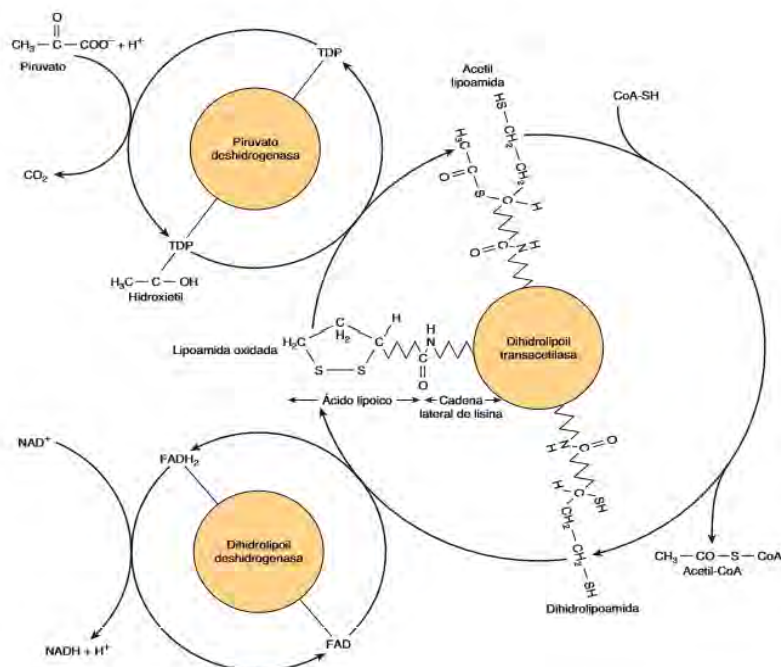 O
CH₃—C—COO⁻ + H⁺
Piruvato
TDP
Piruvato
deshidrogenasa
CO₂
TDP
H₃C—C—OH
Hidroxietil
Acetil
lipoamida
HS
CH₂
CH₂
H₃C
C
O
S
C
H
O
C
N
H
CoA-SH
Lipoamida oxidada
H₂C
C
H₂
C
H
S—S
C
O
N
H
Dihidrolipoil
transacetilasa
Ácido lipoico
Cadena
lateral de lisina
H
N
C
O
H
C
SH
CH₂
CH₂
SH
Dihidrolipoamida
CH₃—CO—S—CoA
Acetil-CoA
NAD⁺
FADH₂
Dihidrolipoil
deshidrogenasa
FAD
NADH + H⁺